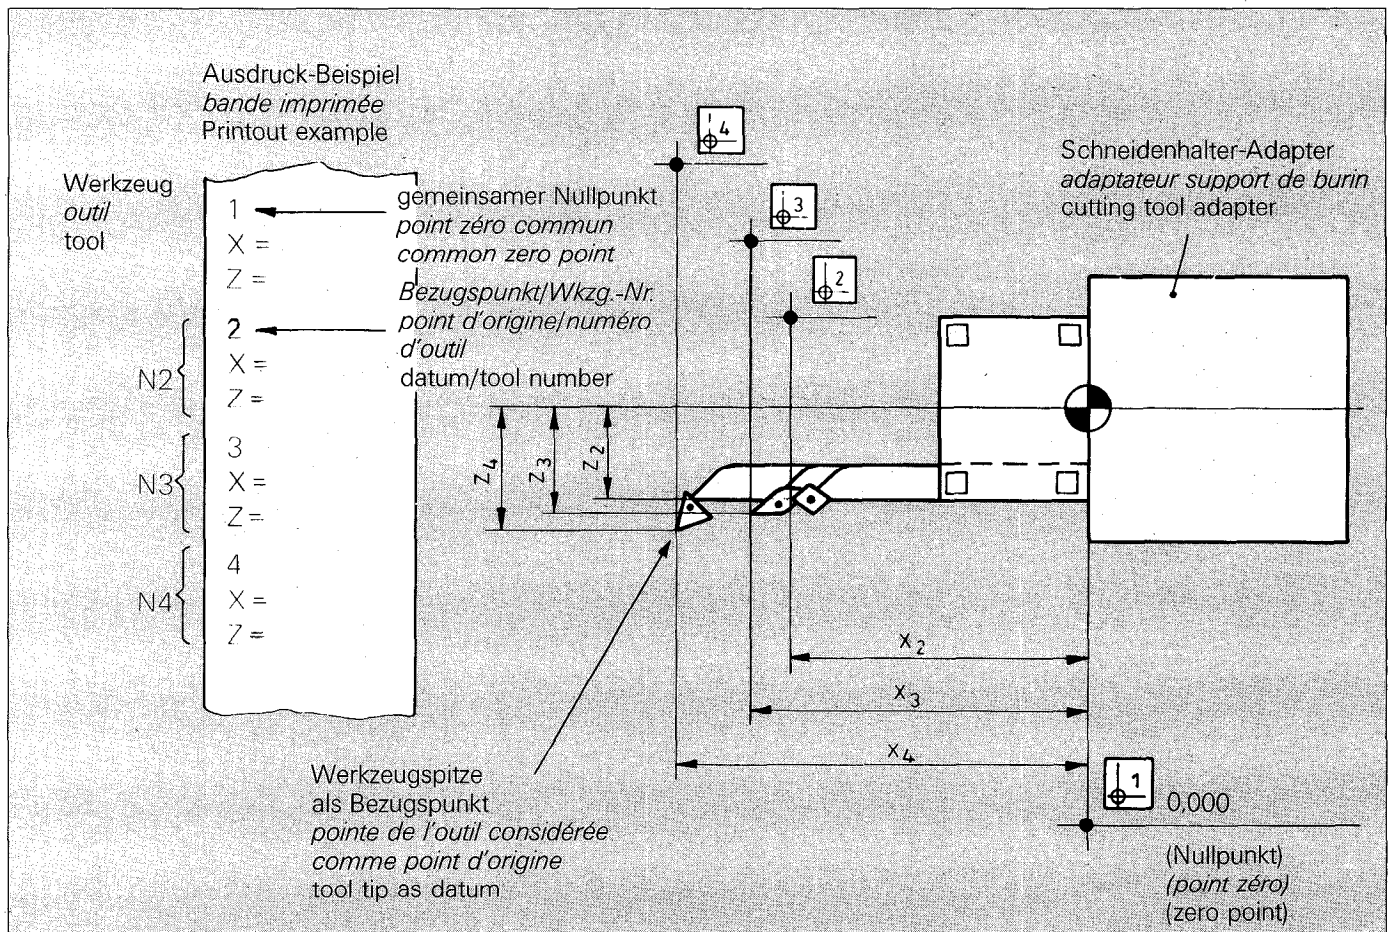 Ausdruck-Beispiel
bande imprimée
Printout example
Werkzeug
outil
tool
1
X =
Z =
gemeinsamer Nullpunkt
point zéro commun
common zero point
2
X =
Z =
N2
Bezugspunkt/Wkzg.-Nr.
point d'origine/numéro
d'outil
datum/tool number
3
X =
Z =
N3
4
X =
Z =
N4
4
3
2
Schneidenhalter-Adapter
adaptateur support de burin
cutting tool adapter
Z4
Z3
Z2
X2
X3
X4
Werkzeugspitze
als Bezugspunkt
pointe de l'outil considérée
comme point d'origine
tool tip as datum
1
0,000
(Nullpunkt)
(point zéro)
(zero point)